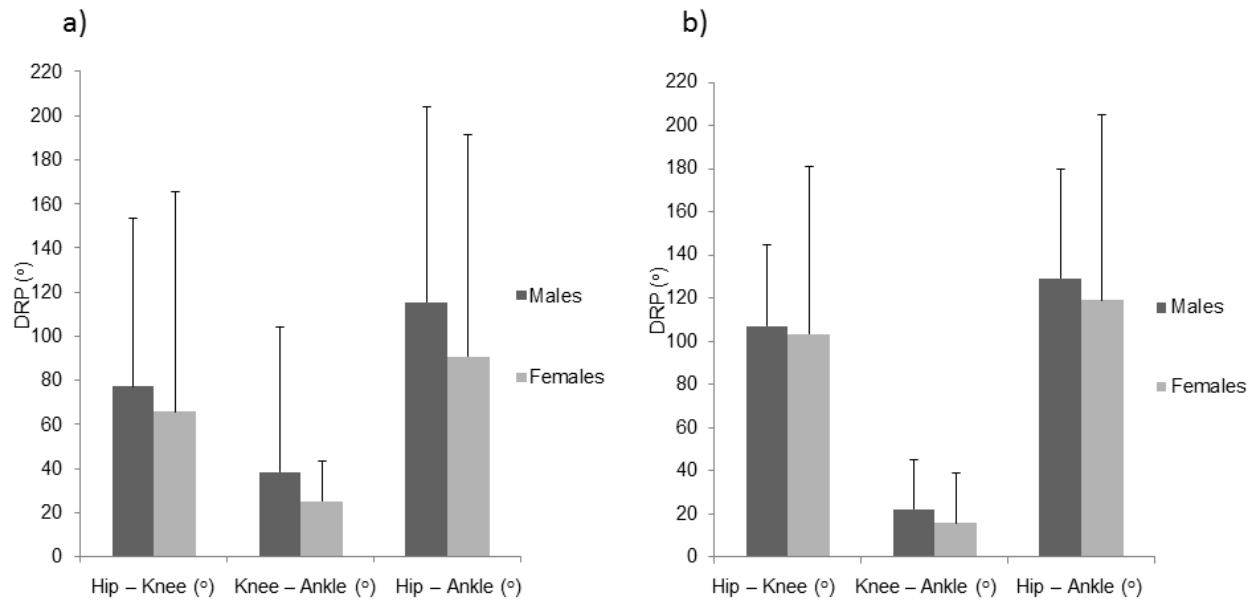 a)
220
200
180
160
140
120
100
80
60
40
20
0
DRP (º)
Hip – Knee (º) Knee – Ankle (º) Hip – Ankle (º)
Males
Females
b)
220
200
180
160
140
120
100
80
60
40
20
0
DRP (º)
Hip – Knee (º) Knee – Ankle (º) Hip – Ankle (º)
Males
Females